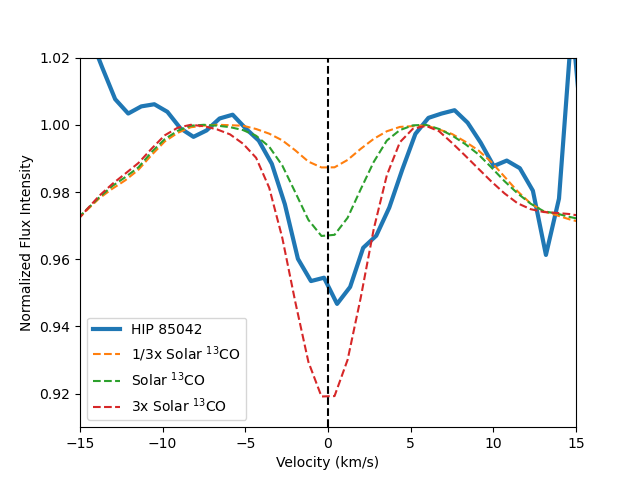 1.02
1.00
0.98
0.96
0.94
0.92
Normalized Flux Intensity
HIP 85042
1/3x Solar ¹³CO
Solar ¹³CO
3x Solar ¹³CO
−15 −10 −5 0 5 10 15
Velocity (km/s)